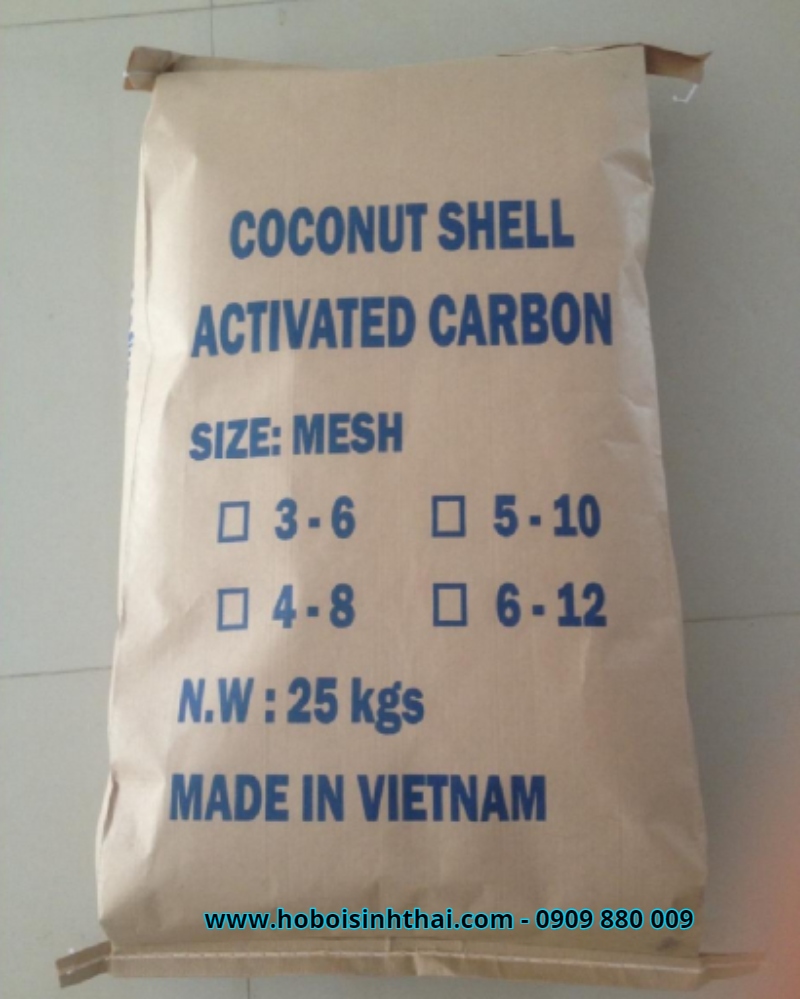 COCONUT SHELL
ACTIVATED CARBON
SIZE: MESH
☐ 3 - 6 ☐ 5 - 10
☐ 4 - 8 ☐ 6 - 12
N.W : 25 kgs
MADE IN VIETNAM
www.hoboisinhthai.com - 0909 880 009